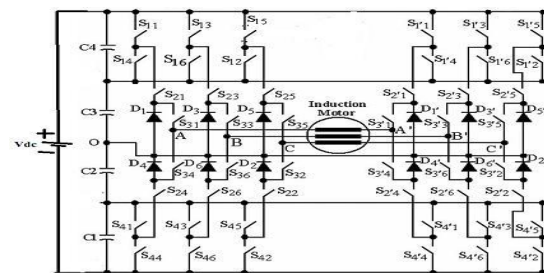 S11 S13 S15 S1'1 S1'3 S1'5
C4 S14 S16 S12 S1'4 S1'6 S1'2
S21 S23 S25 S2'1 S2'3 S2'5
C3 D1 D3 D5 Induction Motor D1' D3' D5'
S31 S33 S35 S3'1 S3'3 S3'5
Vdc O A B C A' B' C'
C2 D4 D6 D2 D4' D6' D2
S34 S36 S32 S3'4 S3'6 S3'2
S24 S26 S22 S2'4 S2'6 S2'2
C1 S41 S43 S45 S4'1 S4'3 S4'5
S44 S46 S42 S4'4 S4'6 S4'2